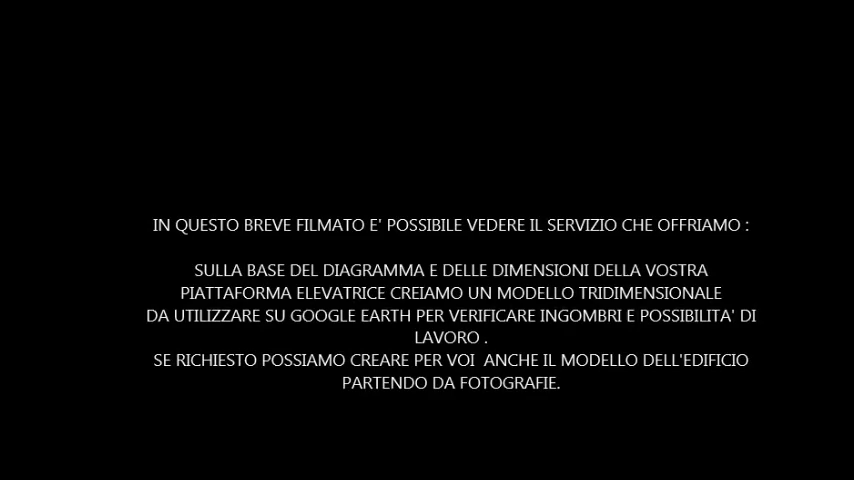 IN QUESTO BREVE FILMATO E' POSSIBILE VEDERE IL SERVIZIO CHE OFFRIAMO :
SULLA BASE DEL DIAGRAMMA E DELLE DIMENSIONI DELLA VOSTRA
PIATTAFORMA ELEVATRICE CREIAMO UN MODELLO TRIDIMENSIONALE
DA UTILIZZARE SU GOOGLE EARTH PER VERIFICARE INGOMBRI E POSSIBILITA' DI
LAVORO .
SE RICHIESTO POSSIAMO CREARE PER VOI  ANCHE IL MODELLO DELL'EDIFICIO
PARTENDO DA FOTOGRAFIE.